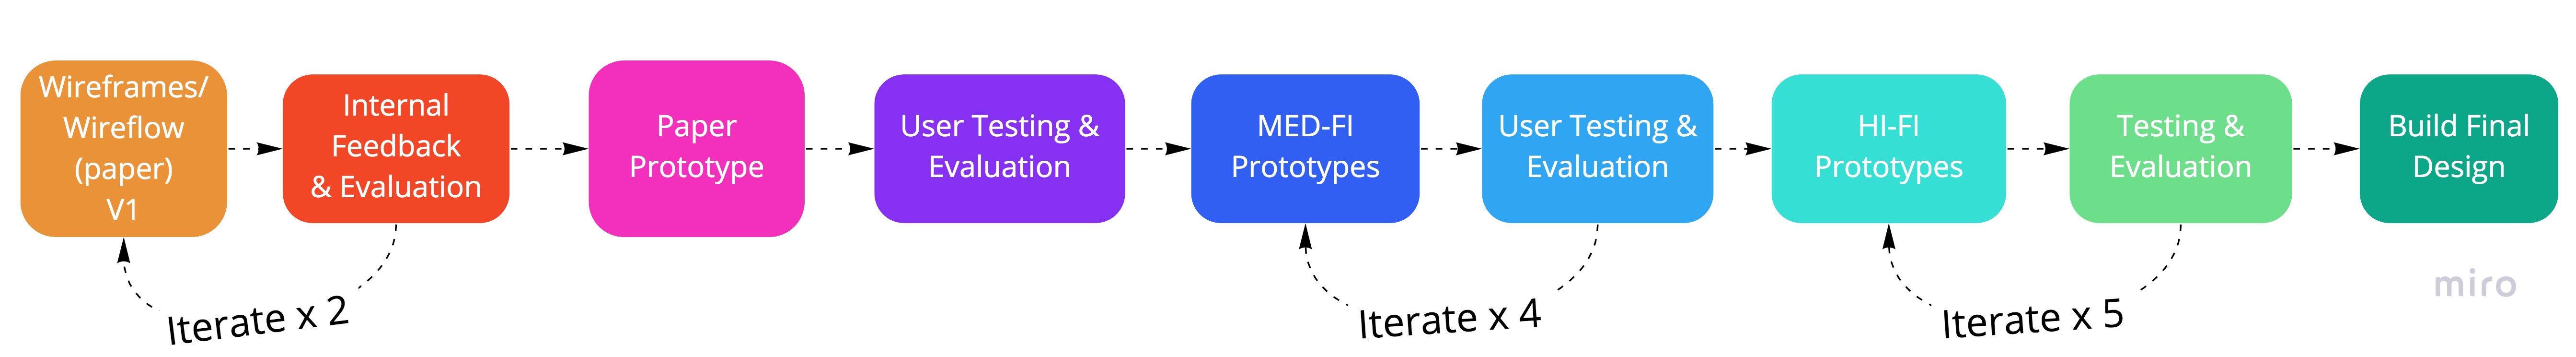 Wireframes/
Wireflow
(paper)
V1
Internal
Feedback
& Evaluation
Paper
Prototype
User Testing &
Evaluation
MED-FI
Prototypes
User Testing &
Evaluation
HI-FI
Prototypes
Testing &
Evaluation
Build Final
Design
Iterate x 2
Iterate x 4
Iterate x 5
miro